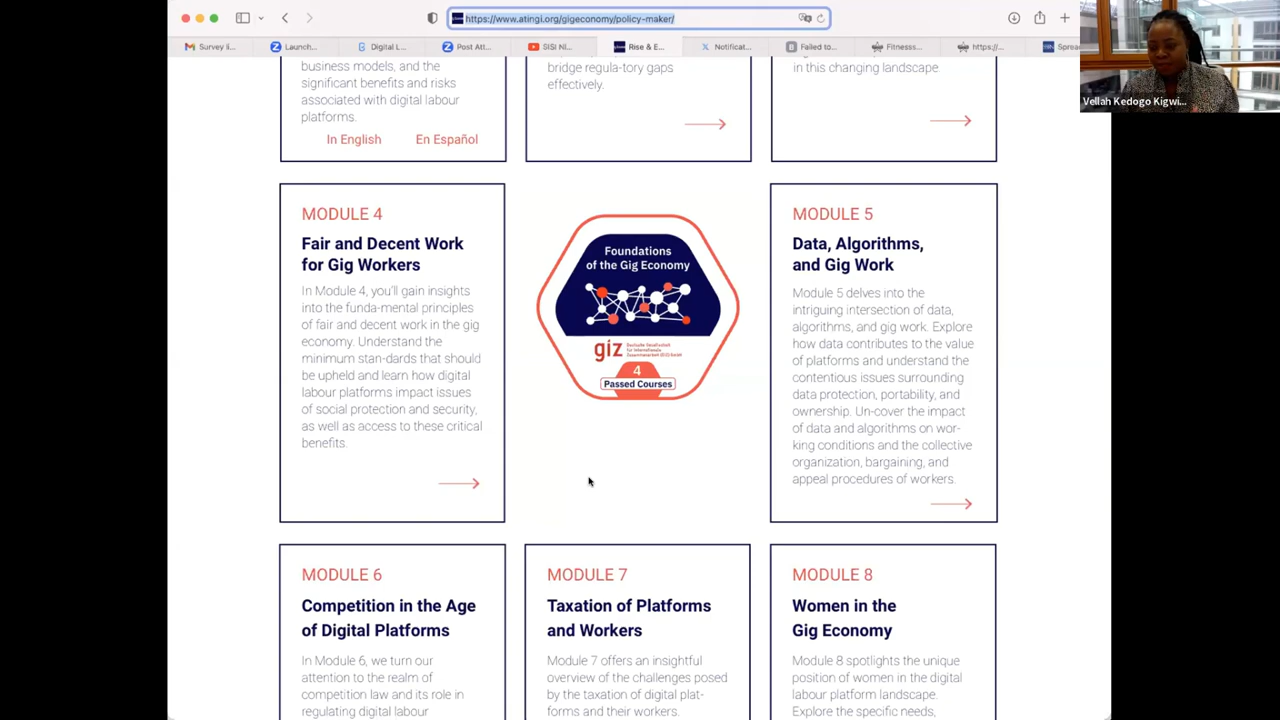 https://www.atingi.org/gigeconomy/policy-maker/
Survey li...
Launch...
Digital L...
Post Att...
SISI NI...
Rise & E...
Notificat...
Failed to...
Fitnesss...
https://...
Sprea
Vellah Kedogo Kigwi...
business models, and the
significant benefits and risks
associated with digital labour
platforms.
In English
En Español
bridge regula-tory gaps
effectively.
in this changing landscape.
MODULE 4
Fair and Decent Work
for Gig Workers
In Module 4, you'll gain insights
into the funda-mental principles
of fair and decent work in the gig
economy. Understand the
minimum standards that should
be upheld and learn how digital
labour platforms impact issues
of social protection and security,
as well as access to these critical
benefits.
Foundations
of the Gig Economy
giz
Deutsche Gesellschaft
für Internationale
Zusammenarbeit (GIZ) GmbH
4
Passed Courses
MODULE 5
Data, Algorithms,
and Gig Work
Module 5 delves into the
intriguing intersection of data,
algorithms, and gig work. Explore
how data contributes to the value
of platforms and understand the
contentious issues surrounding
data protection, portability, and
ownership. Un-cover the impact
of data and algorithms on wor-
king conditions and the collective
organization, bargaining, and
appeal procedures of workers.
MODULE 6
Competition in the Age
of Digital Platforms
In Module 6, we turn our
attention to the realm of
competition law and its role in
regulating digital labour
MODULE 7
Taxation of Platforms
and Workers
Module 7 offers an insightful
overview of the challenges posed
by the taxation of digital plat-
forms and their workers.
MODULE 8
Women in the
Gig Economy
Module 8 spotlights the unique
position of women in the digital
labour platform landscape.
Explore the specific needs,